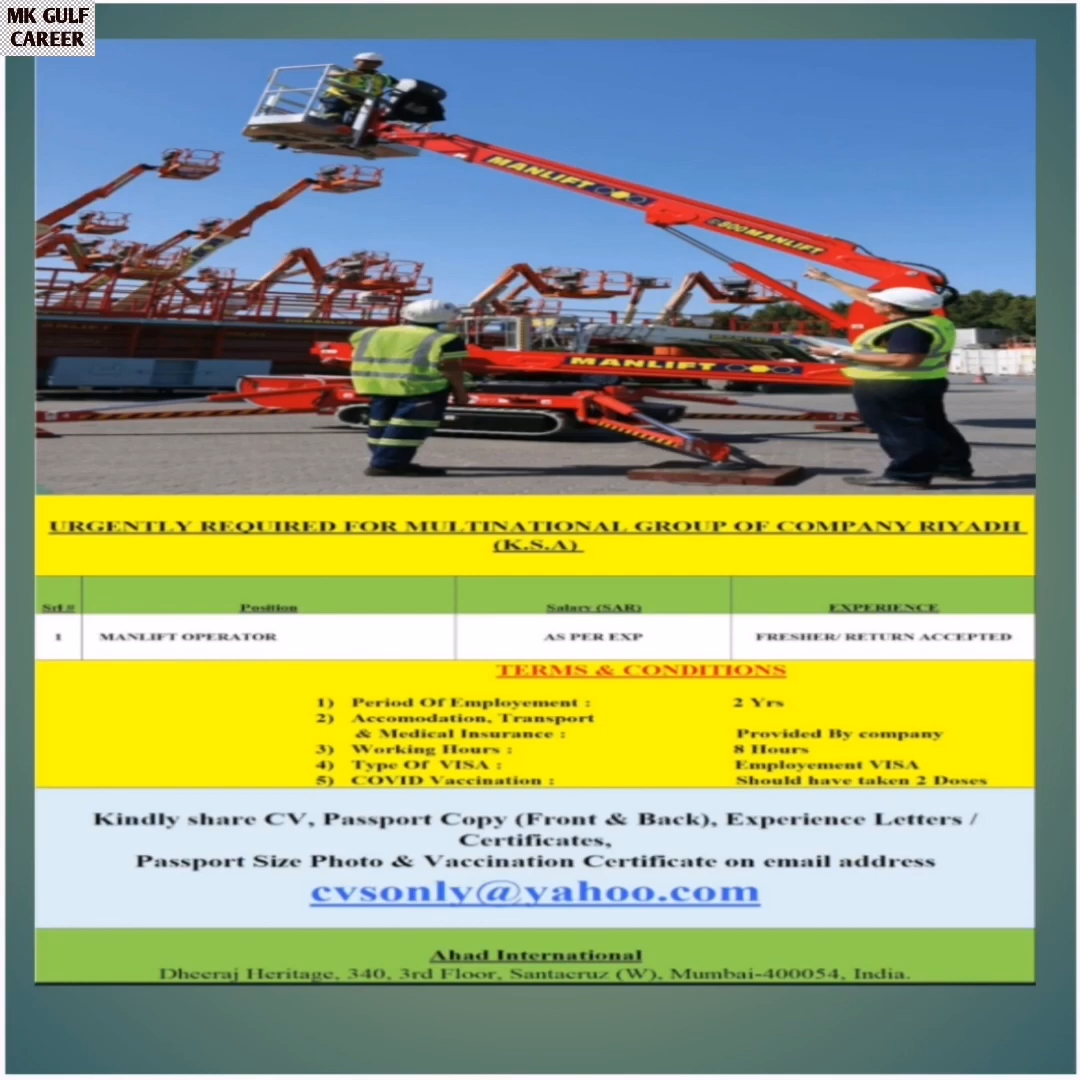 MK GULF
CAREER
MANLIFT
MANLIFT
MANLIFT
URGENTLY REQUIRED FOR MULTINATIONAL GROUP OF COMPANY RIYADH
(K.S.A)
Srl # Position Salary (SAR) EXPERIENCE
1 MANLIFT OPERATOR AS PER EXP FRESHER/ RETURN ACCEPTED
TERMS & CONDITIONS
1) Period Of Employement : 2 Yrs
2) Accomodation, Transport
& Medical Insurance : Provided By company
3) Working Hours : 8 Hours
4) Type Of VISA : Employement VISA
5) COVID Vaccination : Should have taken 2 Doses
Kindly share CV, Passport Copy (Front & Back), Experience Letters /
Certificates,
Passport Size Photo & Vaccination Certificate on email address
cvsonly@yahoo.com
Ahad International
Dheeraj Heritage, 340, 3rd Floor, Santacruz (W), Mumbai-400054, India.